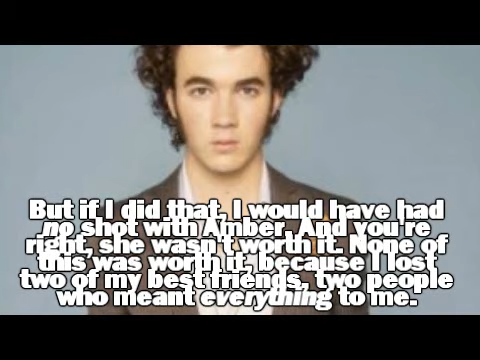 But if I did that, I would have had
no shot with Amber. And you're
right, she wasn't worth it. None of
this was worth it, because I lost
two of my best friends, two people
who meant everything to me.